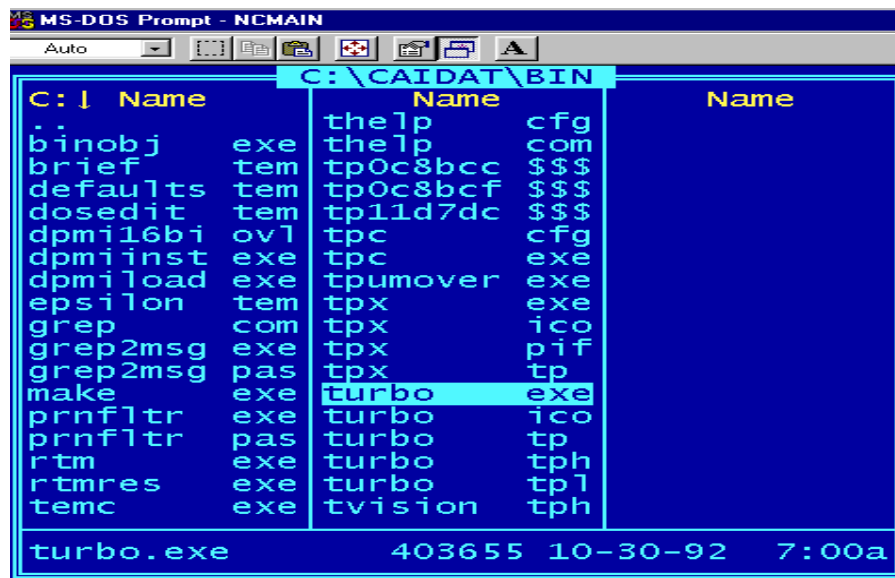 MS-DOS Prompt - NCMAIN
Auto
A
C:\CAIDAT\BIN
C:↓ Name Name Name
.. thelp cfg
binobj exe thelp com
brief tem tp0c8bcc $$$
defaults tem tp0c8bcf $$$
dosedit tem tp11d7dc $$$
dpmi16bi ovl tpc cfg
dpmiinst exe tpc exe
dpmiload exe tpumover exe
epsilon tem tpx exe
grep com tpx ico
grep2msg exe tpx pif
grep2msg pas tpx tp
make exe turbo exe
prnfltr exe turbo ico
prnfltr pas turbo tp
rtm exe turbo tph
rtmres exe turbo tpl
temc exe tvision tph
turbo.exe 403655 10-30-92 7:00a